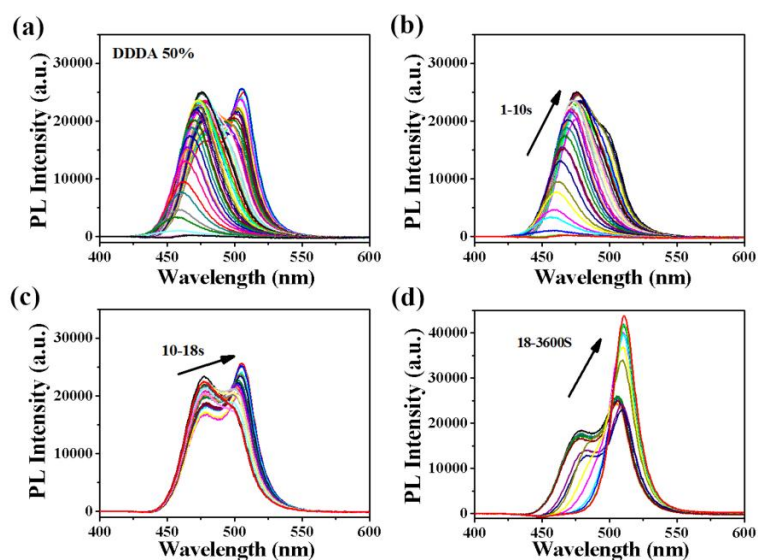 (a)
DDDA 50%
PL Intensity (a.u.)
30000
20000
10000
0
400 450 500 550 600
Wavelength (nm)
(b)
1-10s
PL Intensity (a.u.)
30000
20000
10000
0
400 450 500 550 600
Wavelength (nm)
(c)
10-18s
PL Intensity (a.u.)
30000
20000
10000
0
400 450 500 550 600
Wavelength (nm)
(d)
18-3600S
PL Intensity (a.u.)
40000
30000
20000
10000
0
400 450 500 550 600
Wavelength (nm)